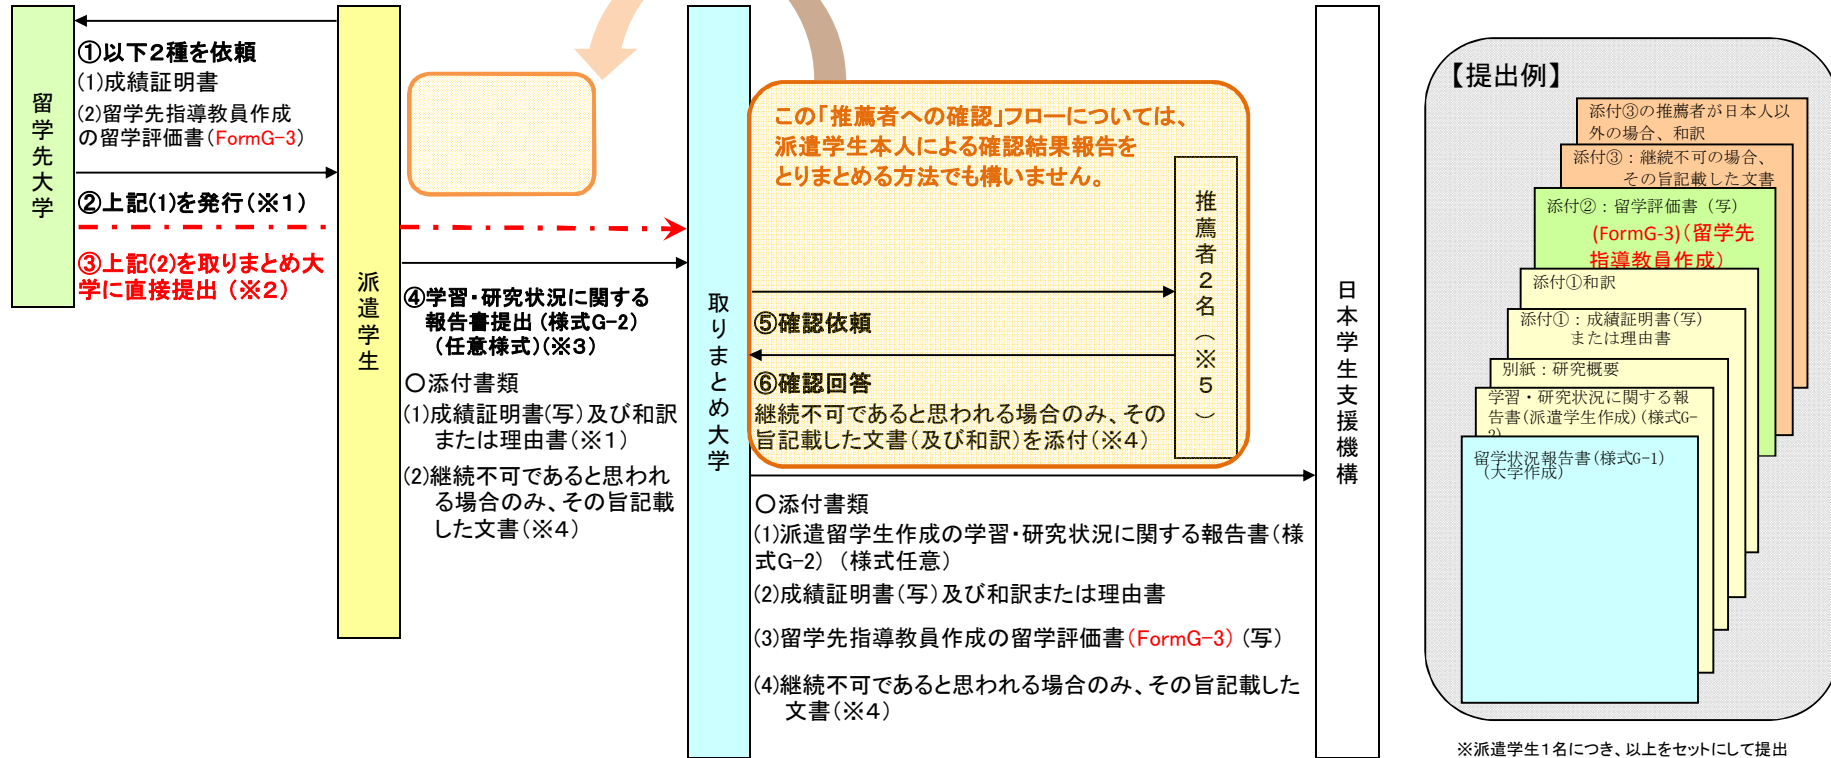 留学先大学
①以下２種を依頼
(1)成績証明書
(2)留学先指導教員作成
の留学評価書(FormG-3)
②上記(1)を発行(※１)
③上記(2)を取りまとめ大
学に直接提出 (※２)
派遣学生
④学習・研究状況に関する
報告書提出 (様式G-2)
(任意様式)(※３)
〇添付書類
(1)成績証明書(写)及び和訳
または理由書(※１)
(2)継続不可であると思われ
る場合のみ、その旨記載
した文書(※４)
取りまとめ大学
この「推薦者への確認」フローについては、
派遣学生本人による確認結果報告を
とりまとめる方法でも構いません。
⑤確認依頼
⑥確認回答
継続不可であると思われる場合のみ、その
旨記載した文書(及び和訳)を添付(※４)
推薦者２名(※５)
〇添付書類
(1)派遣留学生作成の学習・研究状況に関する報告書(様
式G-2) (様式任意)
(2)成績証明書(写)及び和訳または理由書
(3)留学先指導教員作成の留学評価書(FormG-3) (写)
(4)継続不可であると思われる場合のみ、その旨記載した
文書(※４)
日本学生支援機構
【提出例】
添付③の推薦者が日本人以
外の場合、和訳
添付③：継続不可の場合、
その旨記載した文書
添付②：留学評価書（写）
(FormG-3)(留学先
指導教員作成)
添付①和訳
添付①：成績証明書(写)
または理由書
別紙：研究概要
学習・研究状況に関する報
告書(派遣学生作成)(様式G-
2)
留学状況報告書(様式G-1)
(大学作成)
※派遣学生１名につき、以上をセットにして提出